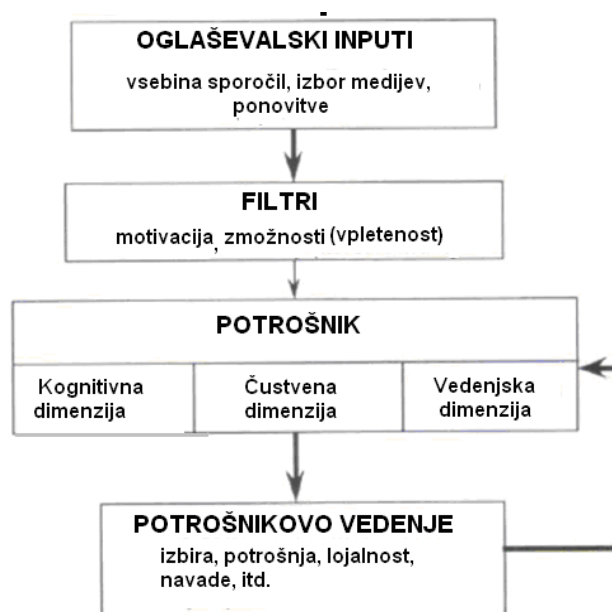 OGLAŠEVALSKI INPUTI
vsebina sporočil, izbor medijev,
ponovitve
FILTRI
motivacija, zmožnosti (vpletenost)
POTROŠNIK
Kognitivna
dimenzija
Čustvena
dimenzija
Vedenjska
dimenzija
POTROŠNIKOVO VEDENJE
izbira, potrošnja, lojalnost,
navade, itd.